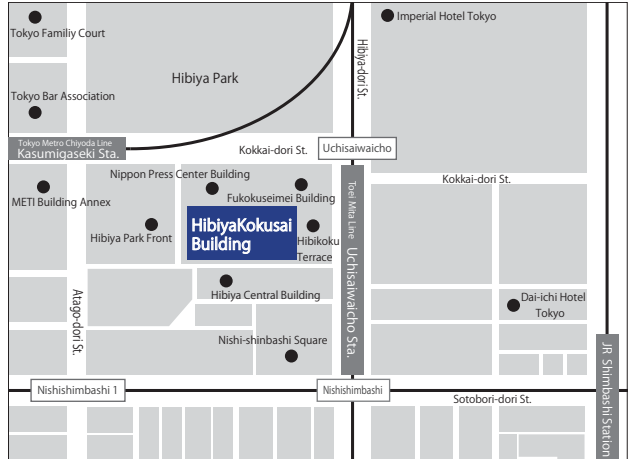 Imperial Hotel Tokyo
Tokyo Familiy Court
Hibiya-dori St.
Hibiya Park
Tokyo Bar Association
Tokyo Metro Chiyoda Line
Kasumigaseki Sta.
Kokkai-dori St.
Uchisaiwaicho
Nippon Press Center Building
Kokkai-dori St.
METI Building Annex
Fukokuseimei Building
Toei Mita Line
Uchisaiwaicho Sta.
HibiyaKokusai
Building
Hibiya Park Front
Hibikoku
Terrace
Hibiya Central Building
Dai-ichi Hotel
Tokyo
Atago-dori St.
Nishi-shinbashi Square
JR Shimbashi Station
Nishishimbashi 1
Nishishimbashi
Sotobori-dori St.